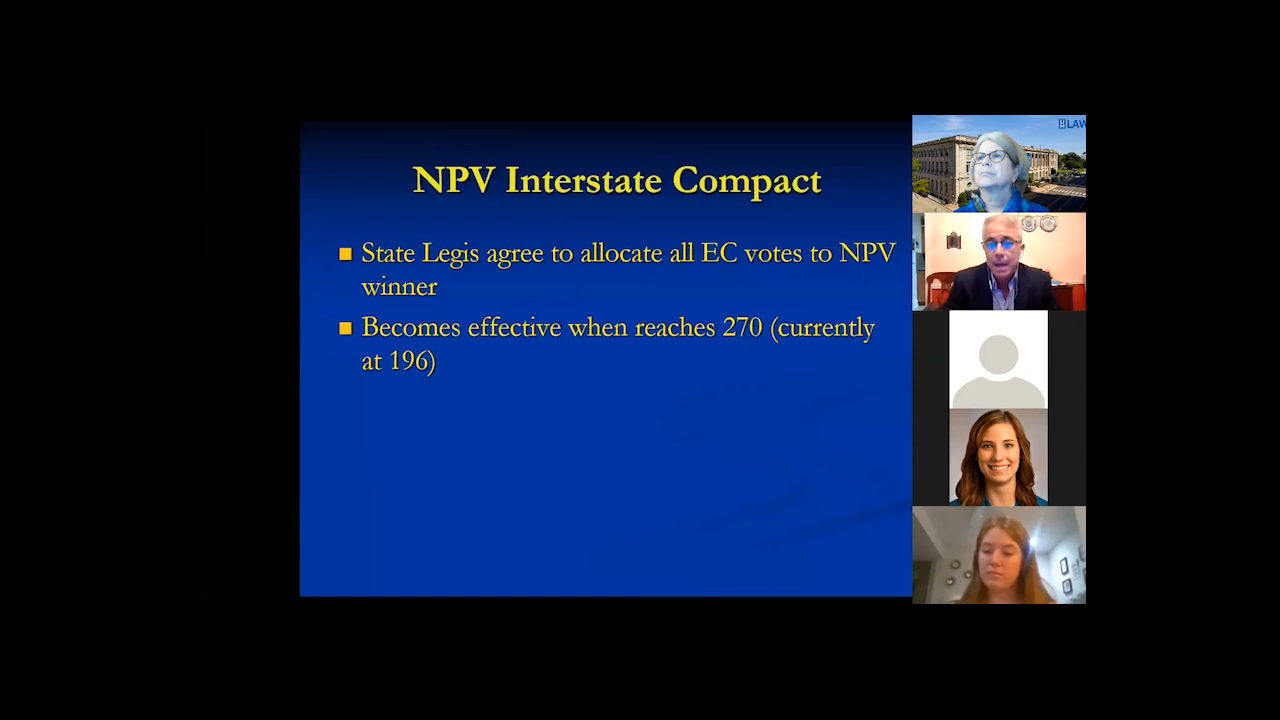 NPV Interstate Compact
State Legis agree to allocate all EC votes to NPV
winner
Becomes effective when reaches 270 (currently
at 196)
LAW